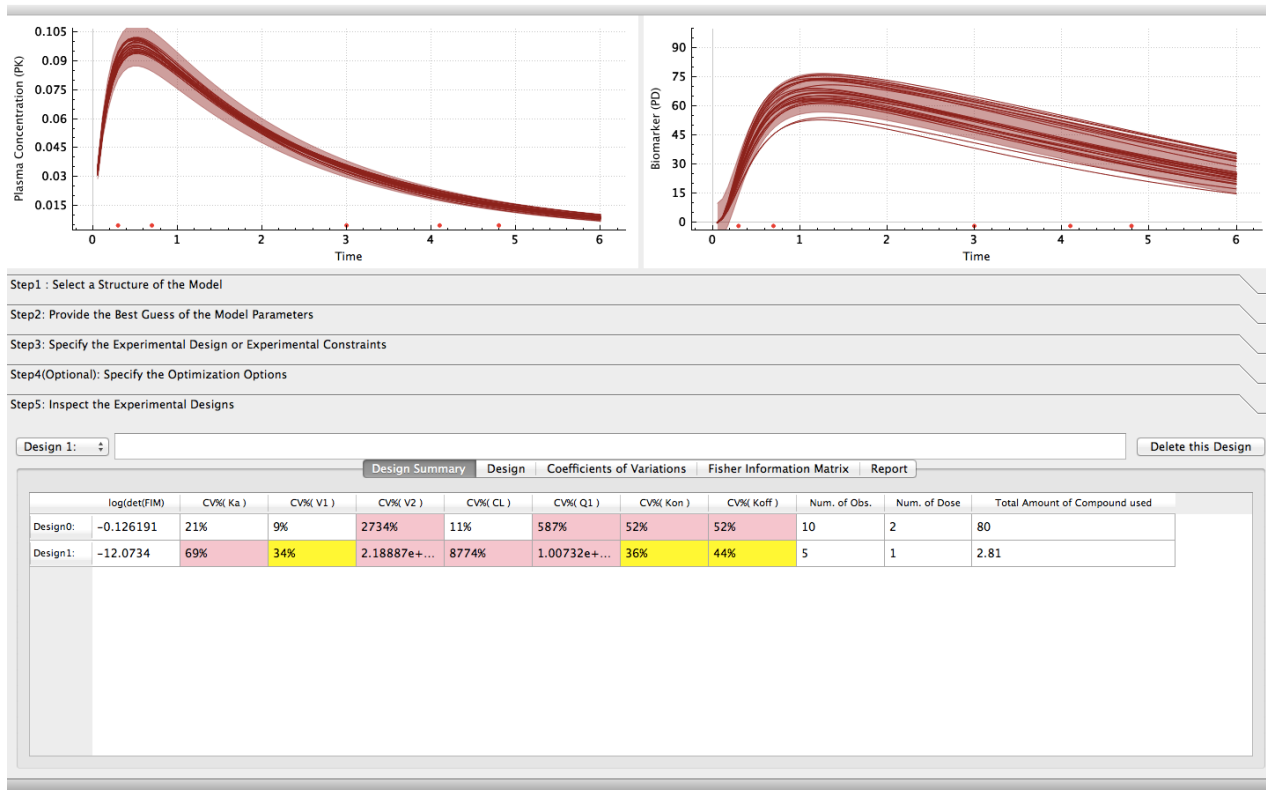 0.105
0.09
0.075
0.06
0.045
0.03
0.015
Plasma Concentration (PK)
0 1 2 3 4 5 6
Time
90
75
60
45
30
15
0
Biomarker (PD)
0 1 2 3 4 5 6
Time
Step1 : Select a Structure of the Model
Step2: Provide the Best Guess of the Model Parameters
Step3: Specify the Experimental Design or Experimental Constraints
Step4(Optional): Specify the Optimization Options
Step5: Inspect the Experimental Designs
Design 1: Delete this Design
Design Summary Design Coefficients of Variations Fisher Information Matrix Report
log(det(FIM) CV%( Ka ) CV%( V1 ) CV%( V2 ) CV%( CL ) CV%( Q1 ) CV%( Kon ) CV%( Koff ) Num. of Obs. Num. of Dose Total Amount of Compound used
Design0: -0.126191 21% 9% 2734% 11% 587% 52% 52% 10 2 80
Design1: -12.0734 69% 34% 2.18887e+... 8774% 1.00732e+... 36% 44% 5 1 2.81